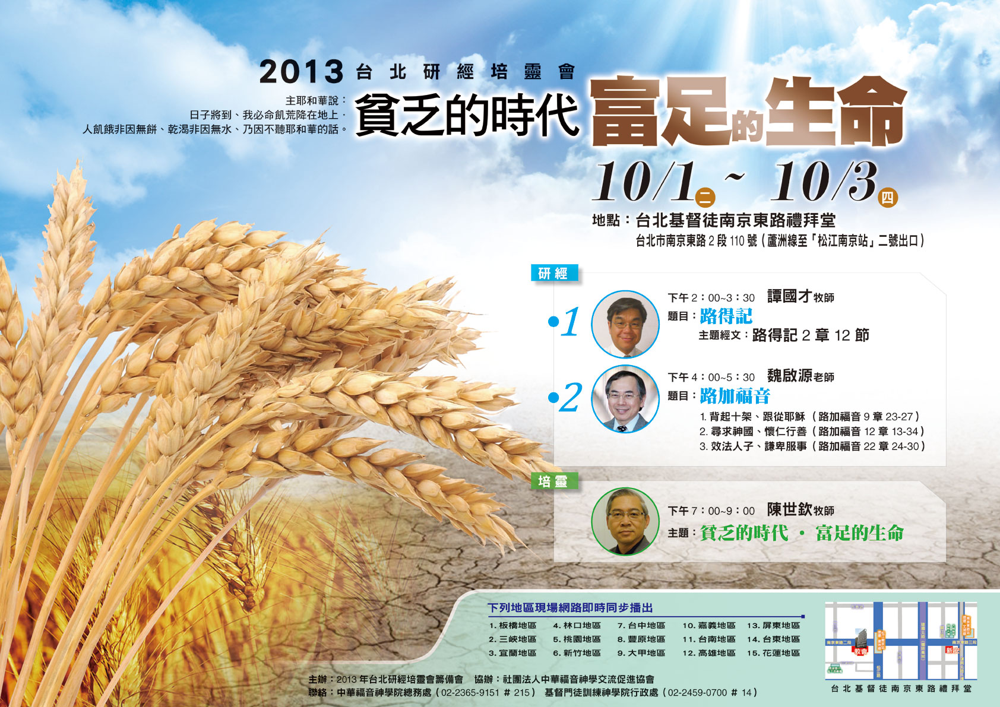 2013 台北研經培靈會
主耶和華說：
日子將到、我必命飢荒降在地上．
人飢餓非因無餅、乾渴非因無水、乃因不聽耶和華的話。
貧乏的時代 富足的生命
10/1 二 ~ 10/3 四
地點：台北基督徒南京東路禮拜堂
台北市南京東路 2 段 110 號（蘆洲線至「松江南京站」二號出口）
研經
•1
下午 2：00~3：30 譚國才牧師
題目：路得記
主題經文：路得記 2 章 12 節
•2
下午 4：00~5：30 魏啟源老師
題目：路加福音
1. 背起十架、跟從耶穌（路加福音 9 章 23-27）
2. 尋求神國、懷仁行善（路加福音 12 章 13-34）
3. 效法人子、謙卑服事（路加福音 22 章 24-30）
培靈
下午 7：00~9：00 陳世欽牧師
主題：貧乏的時代 • 富足的生命
下列地區現場網路即時同步播出
1. 板橋地區 4. 林口地區 7. 台中地區 10. 嘉義地區 13. 屏東地區
2. 三峽地區 5. 桃園地區 8. 豐原地區 11. 台南地區 14. 台東地區
3. 宜蘭地區 6. 新竹地區 9. 大甲地區 12. 高雄地區 15. 花蓮地區
南京東路二段
教會
松江路
南京東路三段
台北基督徒南京東路禮拜堂
主辦：2013 年台北研經培靈會籌備會 協辦：社團法人中華福音神學交流促進協會
聯絡：中華福音神學院總務處（02-2365-9151 # 215） 基督門徒訓練神學院行政處（02-2459-0700 # 14）